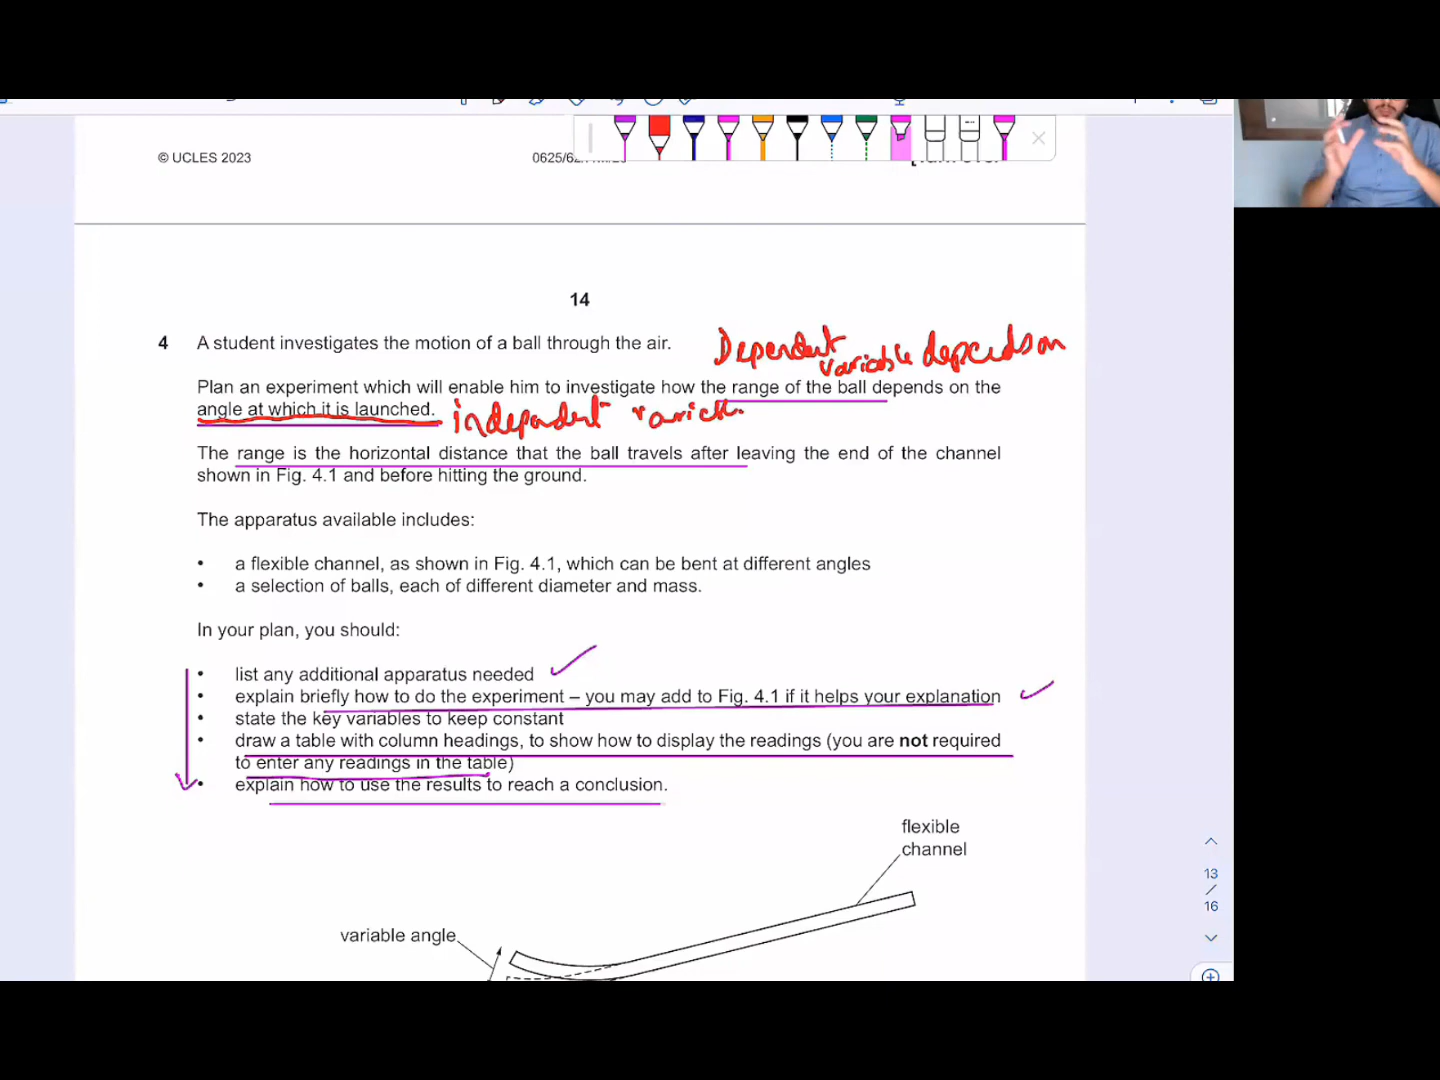 © UCLES 2023
0625/62
14
4 A student investigates the motion of a ball through the air.
Dependent variable depends on
Plan an experiment which will enable him to investigate how the range of the ball depends on the
angle at which it is launched. independent
The range is the horizontal distance that the ball travels after leaving the end of the channel
shown in Fig. 4.1 and before hitting the ground.
The apparatus available includes:
• a flexible channel, as shown in Fig. 4.1, which can be bent at different angles
• a selection of balls, each of different diameter and mass.
In your plan, you should:
• list any additional apparatus needed
• explain briefly how to do the experiment – you may add to Fig. 4.1 if it helps your explanation
• state the key variables to keep constant
• draw a table with column headings, to show how to display the readings (you are not required
to enter any readings in the table)
• explain how to use the results to reach a conclusion.
flexible
channel
13
/
16
variable angle